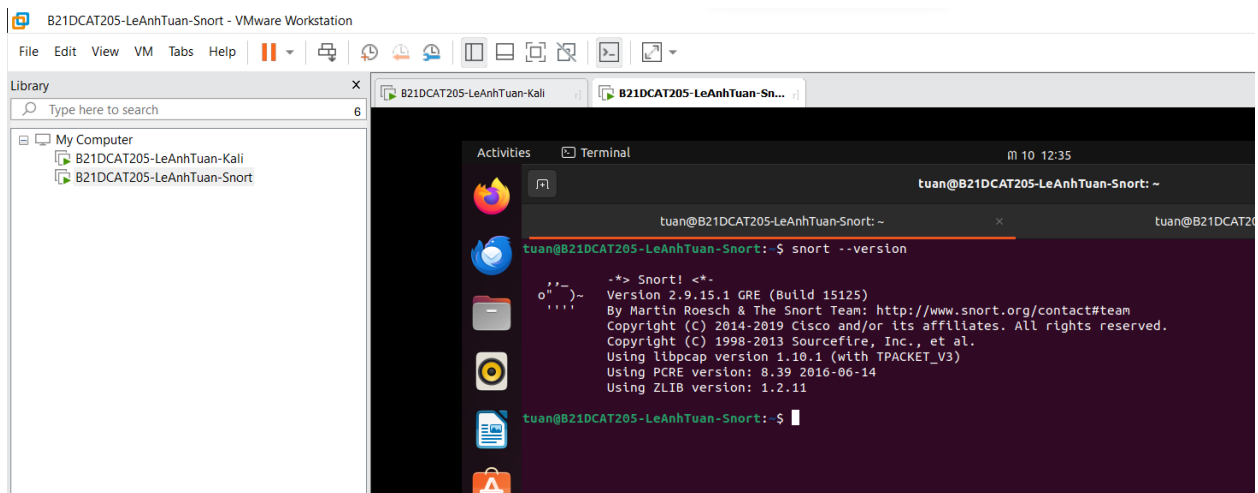 B21DCAT205-LeAnhTuan-Snort - VMware Workstation
File Edit View VM Tabs Help
Library
Type here to search
6
My Computer
B21DCAT205-LeAnhTuan-Kali
B21DCAT205-LeAnhTuan-Snort
B21DCAT205-LeAnhTuan-Kali
B21DCAT205-LeAnhTuan-Sn...
Activities Terminal
10 12:35
tuan@B21DCAT205-LeAnhTuan-Snort: ~
tuan@B21DCAT205-LeAnhTuan-Snort: ~ ×
tuan@B21DCAT20
tuan@B21DCAT205-LeAnhTuan-Snort:~$ snort --version
,,_ -*> Snort! <*-
o" )~ Version 2.9.15.1 GRE (Build 15125)
'''' By Martin Roesch & The Snort Team: http://www.snort.org/contact#team
Copyright (C) 2014-2019 Cisco and/or its affiliates. All rights reserved.
Copyright (C) 1998-2013 Sourcefire, Inc., et al.
Using libpcap version 1.10.1 (with TPACKET_V3)
Using PCRE version: 8.39 2016-06-14
Using ZLIB version: 1.2.11
tuan@B21DCAT205-LeAnhTuan-Snort:~$